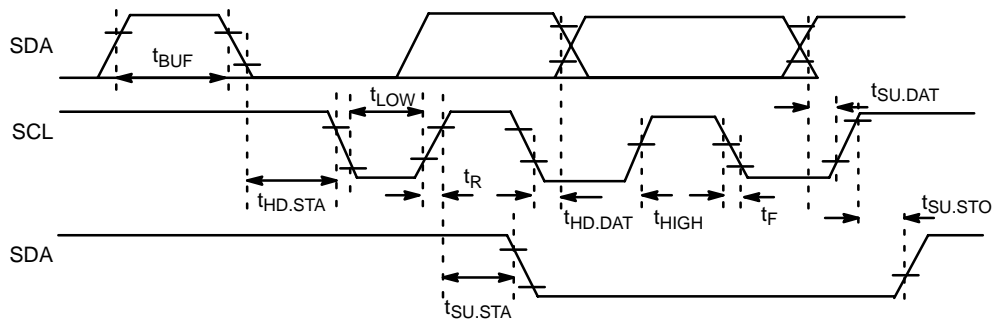 SDA
tBUF
tLOW
tSU.DAT
SCL
tR
tHD.STA
tHD.DAT
tHIGH
tF
tSU.STO
SDA
tSU.STA